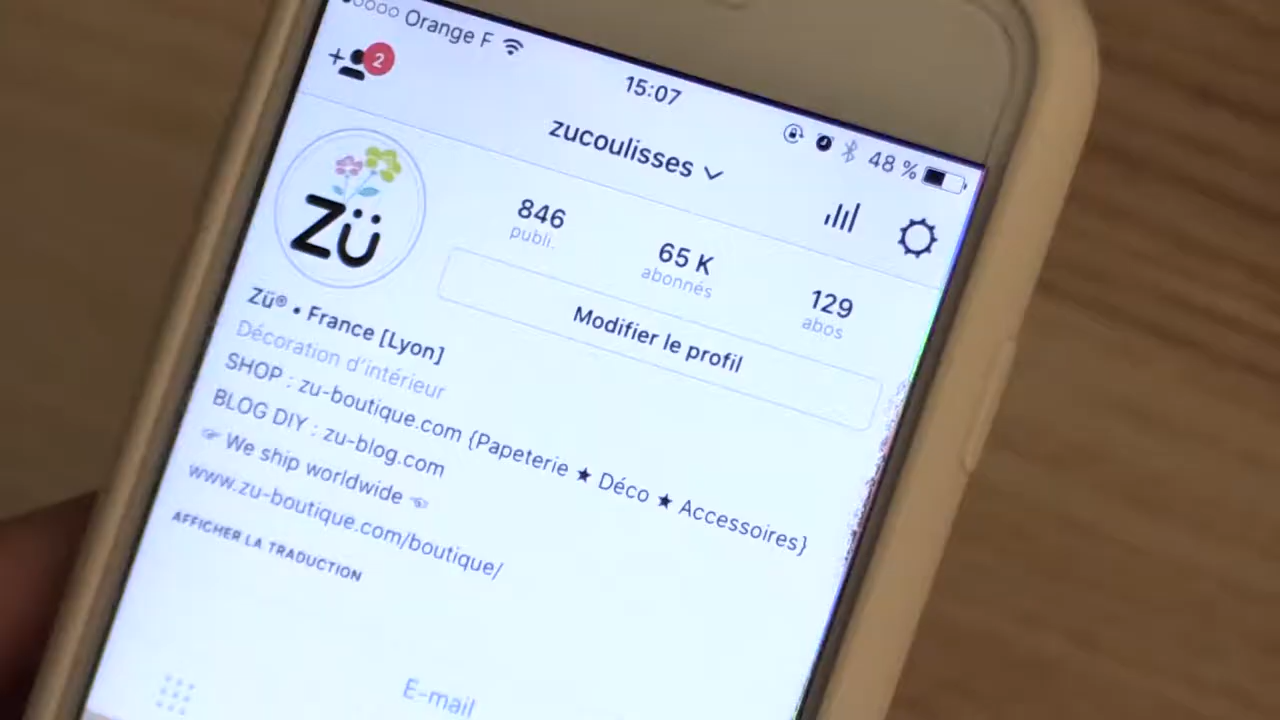 Orange F
15:07
48 %
2
zucoulisses
Zü
846
publi.
65 K
abonnés
129
abos
Modifier le profil
Zü® • France [Lyon]
Décoration d'intérieur
SHOP : zu-boutique.com {Papeterie ★ Déco ★ Accessoires}
BLOG DIY : zu-blog.com
☞ We ship worldwide ☜
www.zu-boutique.com/boutique/
AFFICHER LA TRADUCTION
E-mail